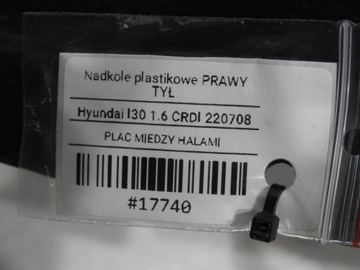 Nadkole plastikowe PRAWY
TYŁ
Hyundai I30 1.6 CRDI 220708
PLAC MIEDZY HALAMI
#17740